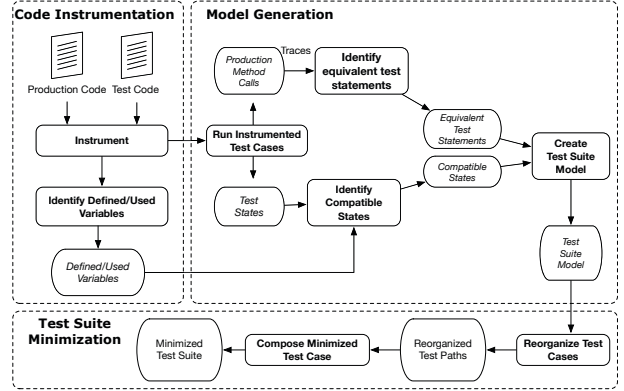 Code Instrumentation
Production Code
Test Code
Instrument
Identify Defined/Used
Variables
Defined/Used
Variables
Model Generation
Production
Method
Calls
Traces
Identify
equivalent test
statements
Run Instrumented
Test Cases
Test
States
Identify
Compatible
States
Equivalent
Test
Statements
Compatible
States
Create
Test Suite
Model
Test
Suite
Model
Test Suite
Minimization
Minimized
Test Suite
Compose Minimized
Test Case
Reorganized
Test Paths
Reorganize Test
Cases